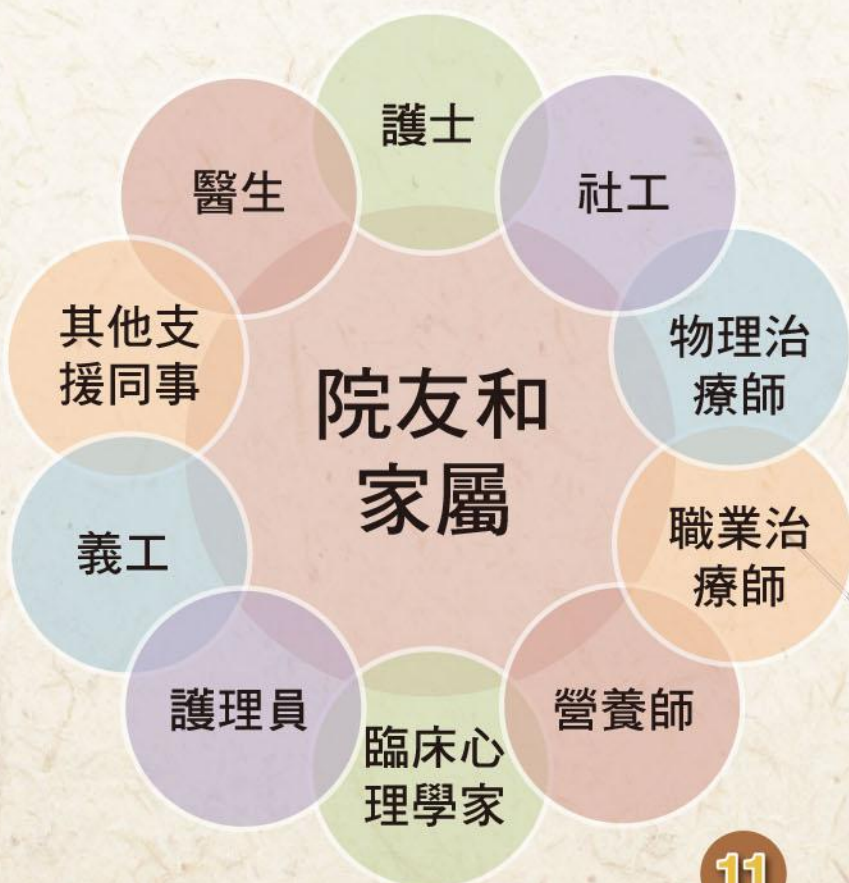 護士
社工
物理治
療師
職業治
療師
營養師
臨床心
理學家
護理員
義工
其他支
援同事
醫生
院友和
家屬
11